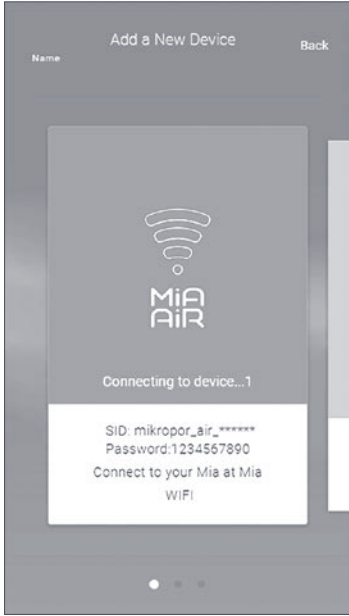 Add a New Device
Back
Name
MiA
AiR
Connecting to device...1
SID: mikropor_air_******
Password:1234567890
Connect to your Mia at Mia
WIFI